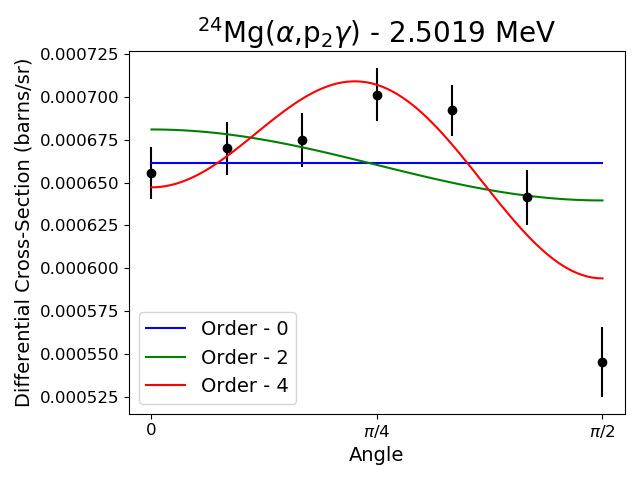 ²⁴Mg(α,p₂γ) - 2.5019 MeV
Differential Cross-Section (barns/sr)
0.000725
0.000700
0.000675
0.000650
0.000625
0.000600
0.000575
0.000550
0.000525
Order - 0
Order - 2
Order - 4
0
π/4
π/2
Angle